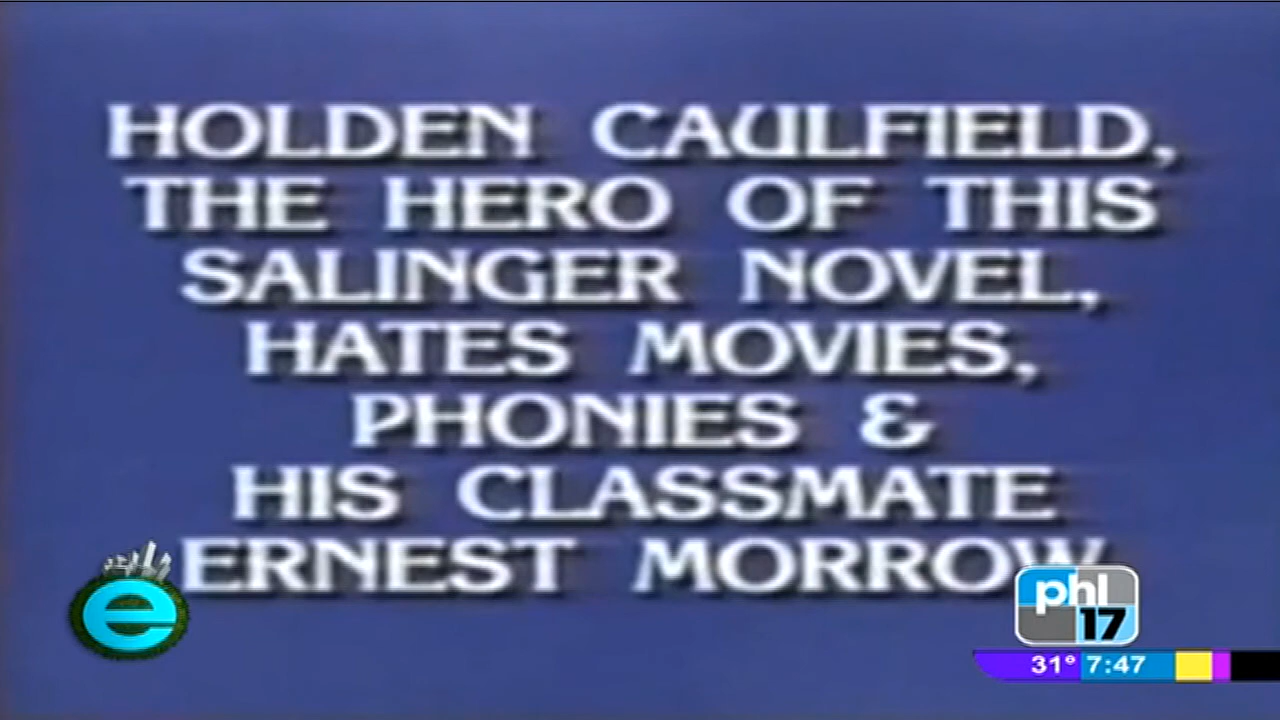 HOLDEN CAULFIELD,
THE HERO OF THIS
SALINGER NOVEL,
HATES MOVIES,
PHONIES &
HIS CLASSMATE
ERNEST MORROW
e
phl
17
31° 7:47